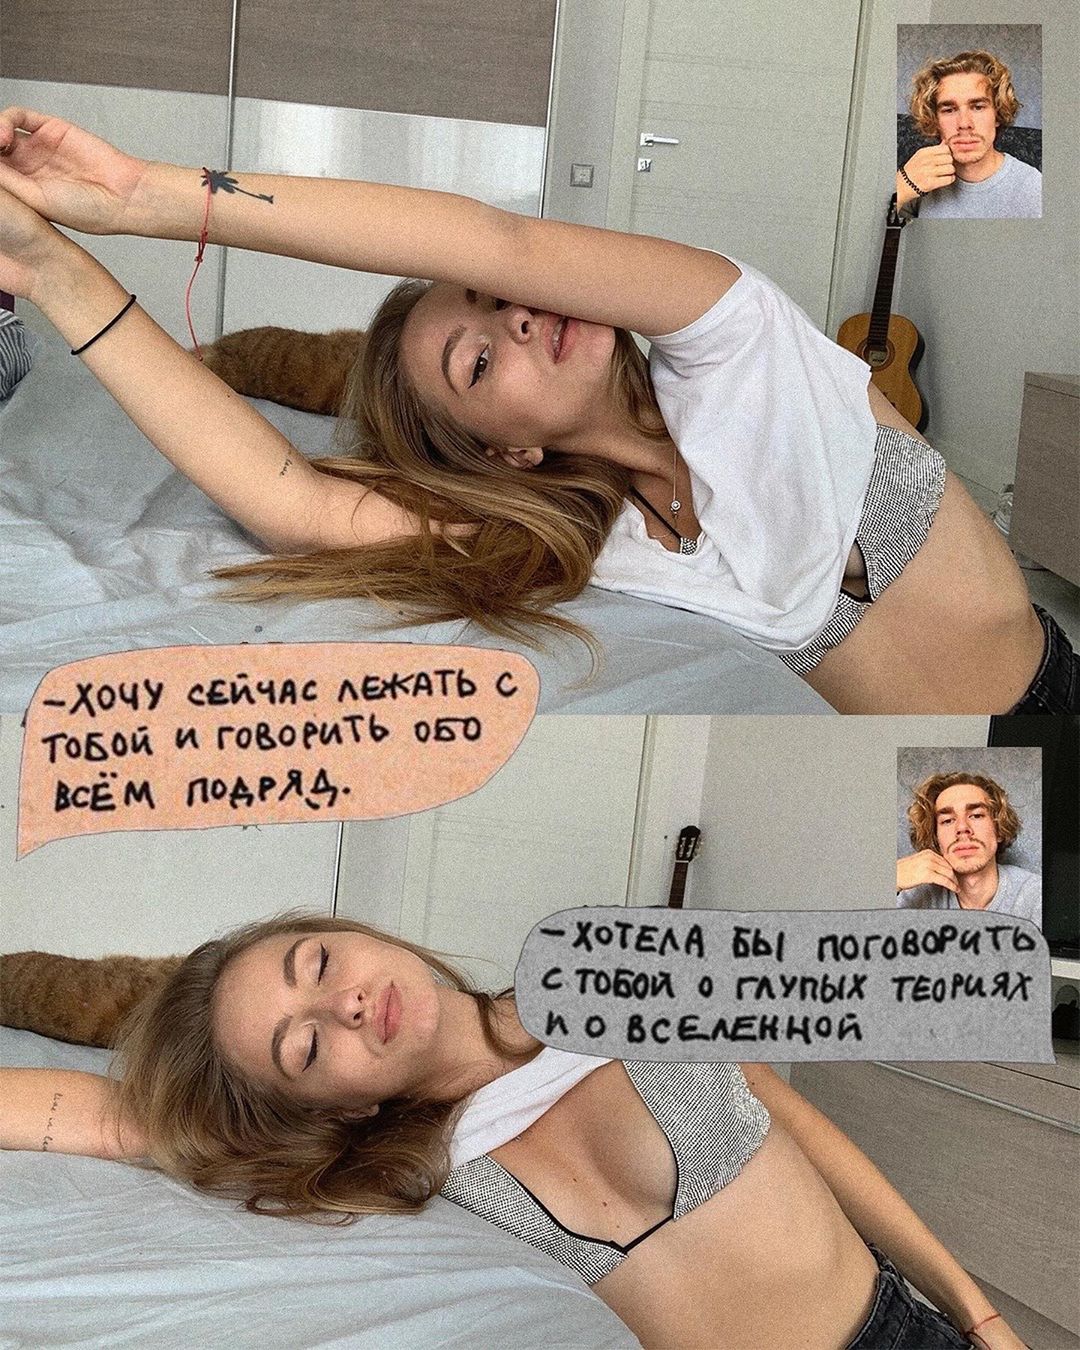 -ХОЧУ СЕЙЧАС ЛЕЖАТЬ С
ТОБОЙ И ГОВОРИТЬ ОБО
ВСЁМ ПОДРЯД.
-ХОТЕЛА БЫ ПОГОВОРИТЬ
С ТОБОЙ О ГЛУПЫХ ТЕОРИЯХ
И О ВСЕЛЕННОЙ